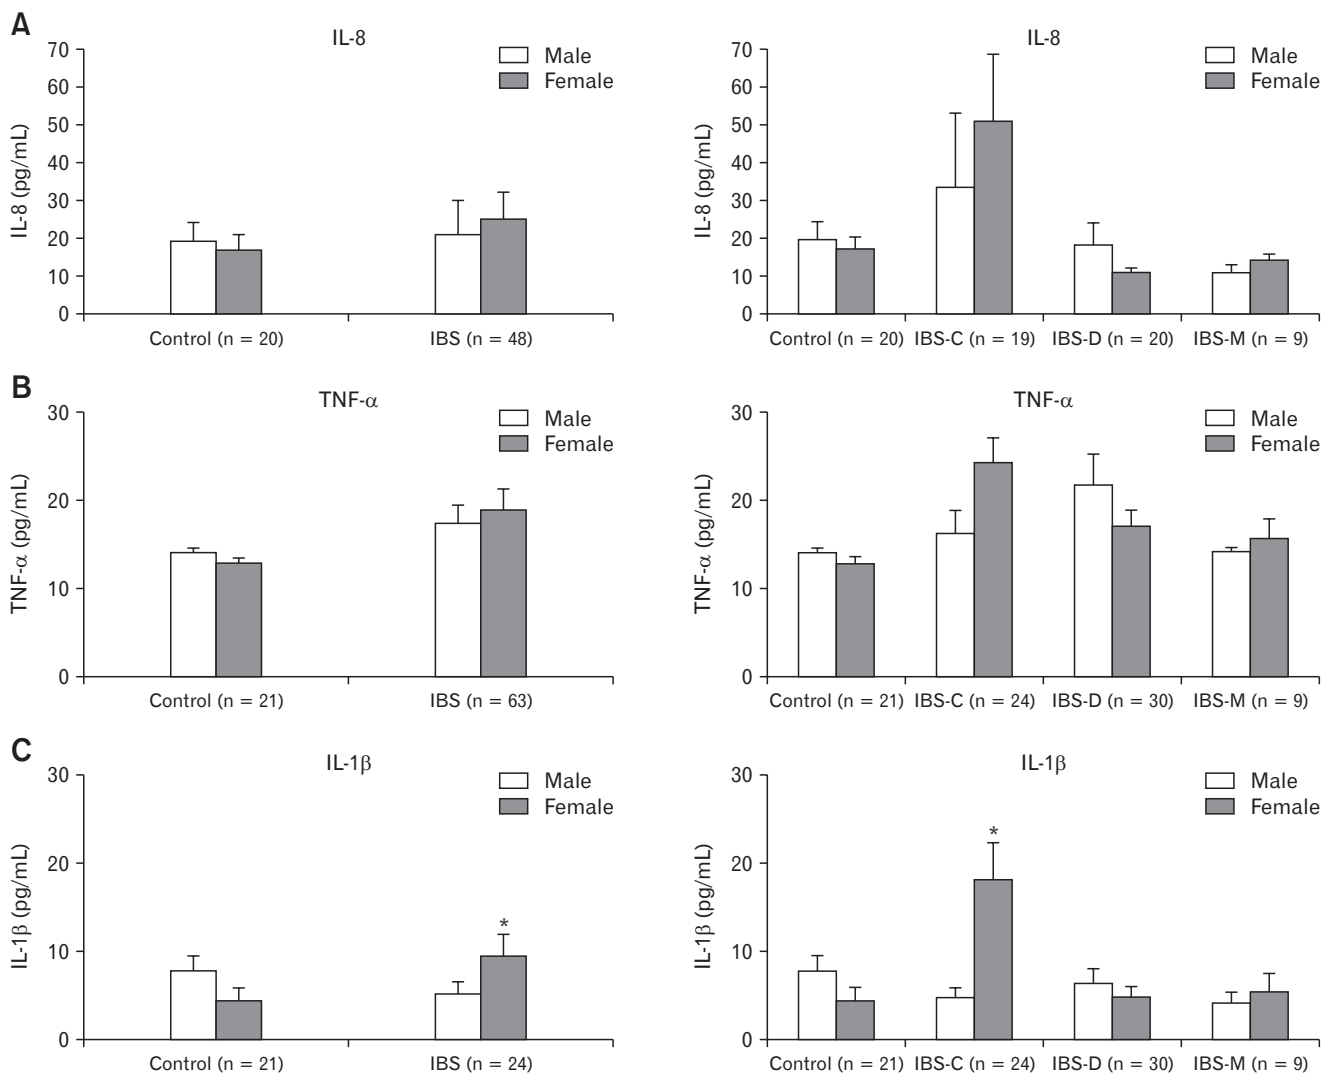 A
IL-8
Male
Female
70
60
50
40
30
20
10
0
IL-8 (pg/mL)
Control (n = 20)
IBS (n = 48)
IL-8
Male
Female
70
60
50
40
30
20
10
0
IL-8 (pg/mL)
Control (n = 20)
IBS-C (n = 19)
IBS-D (n = 20)
IBS-M (n = 9)
B
TNF-α
Male
Female
30
20
10
0
TNF-α (pg/mL)
Control (n = 21)
IBS (n = 63)
TNF-α
Male
Female
30
20
10
0
TNF-α (pg/mL)
Control (n = 21)
IBS-C (n = 24)
IBS-D (n = 30)
IBS-M (n = 9)
C
IL-1β
Male
Female
30
20
10
0
IL-1β (pg/mL)
*
Control (n = 21)
IBS (n = 24)
IL-1β
Male
Female
30
20
10
0
IL-1β (pg/mL)
*
Control (n = 21)
IBS-C (n = 24)
IBS-D (n = 30)
IBS-M (n = 9)